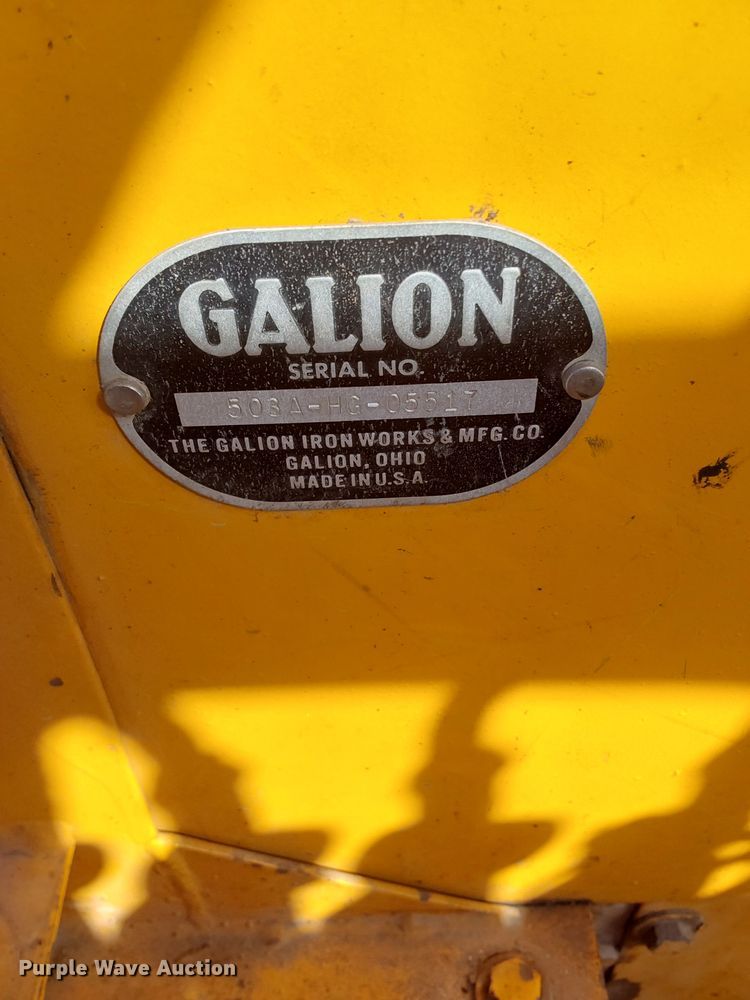 GALION
SERIAL NO.
503A-HG-05517
THE GALION IRON WORKS & MFG. CO.
GALION, OHIO
MADE IN U.S.A.
Purple Wave Auction